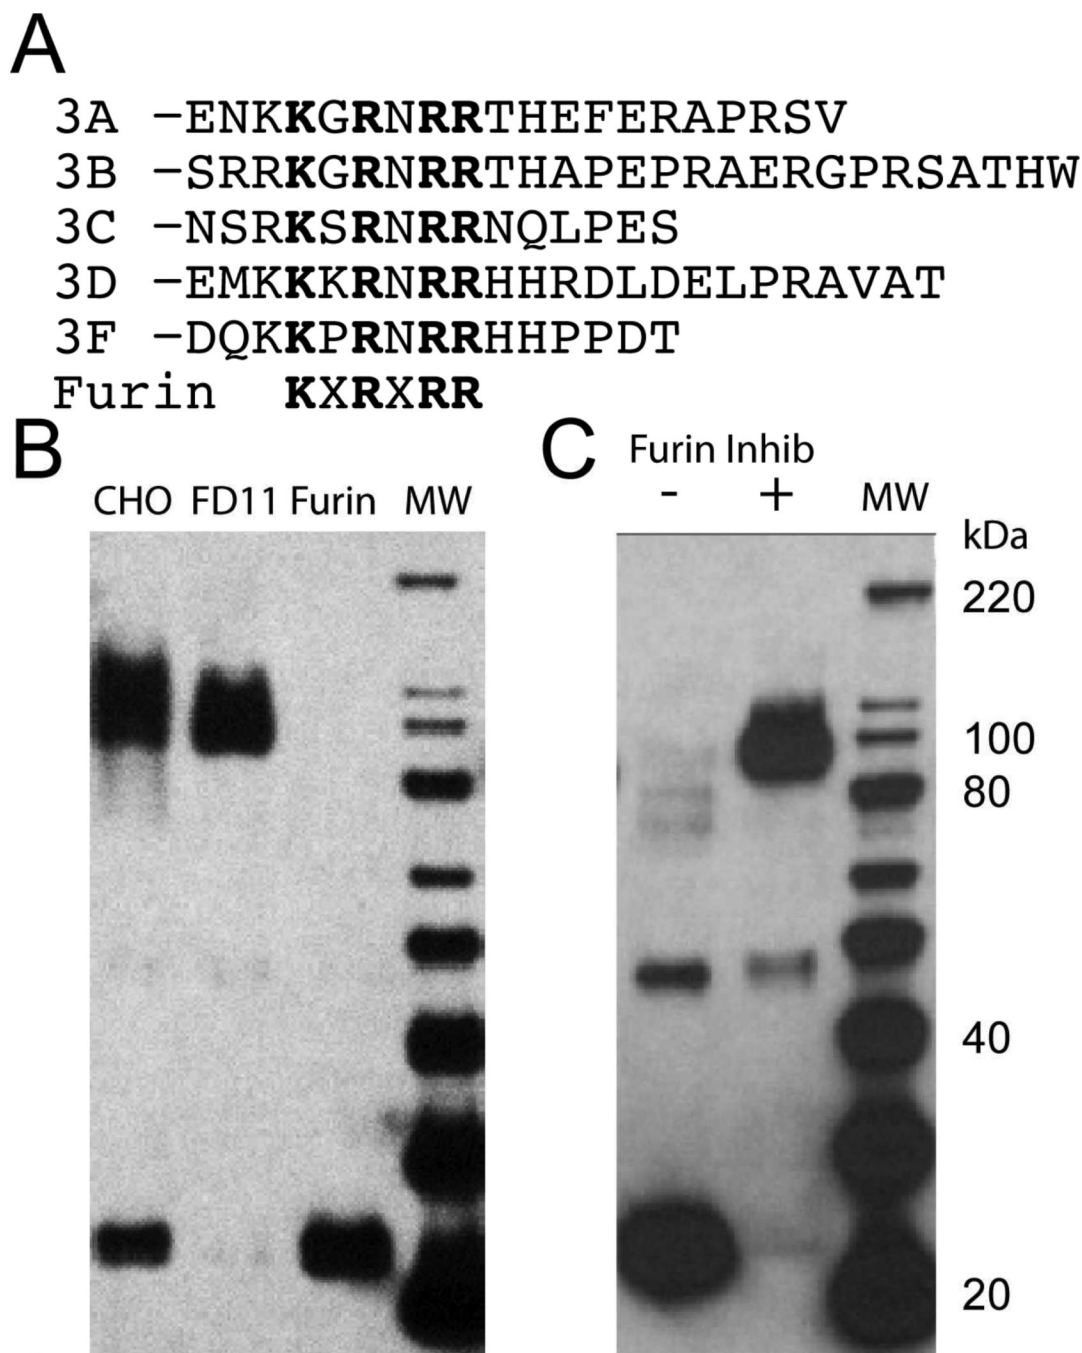 A
3A -ENKKGRNRRTHEFERAPRSV
3B -SRRKGRNRRTHAPEPRAERGPRSATHW
3C -NSRKSRNRRNQLPES
3D -EMKKKRNRRHHRDLDELPRAVAT
3F -DQKKPRNRRHHPPDT
Furin KXRXRR
B
CHO FD11 Furin MW
C
Furin Inhib
- + MW
kDa
220
100
80
40
20